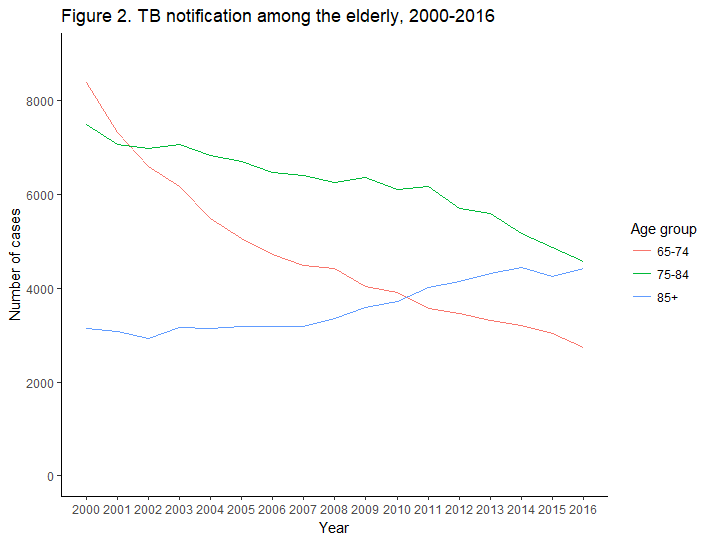 Figure 2. TB notification among the elderly, 2000-2016
Number of cases
8000
6000
4000
2000
0
2000 2001 2002 2003 2004 2005 2006 2007 2008 2009 2010 2011 2012 2013 2014 2015 2016
Year
Age group
65-74
75-84
85+